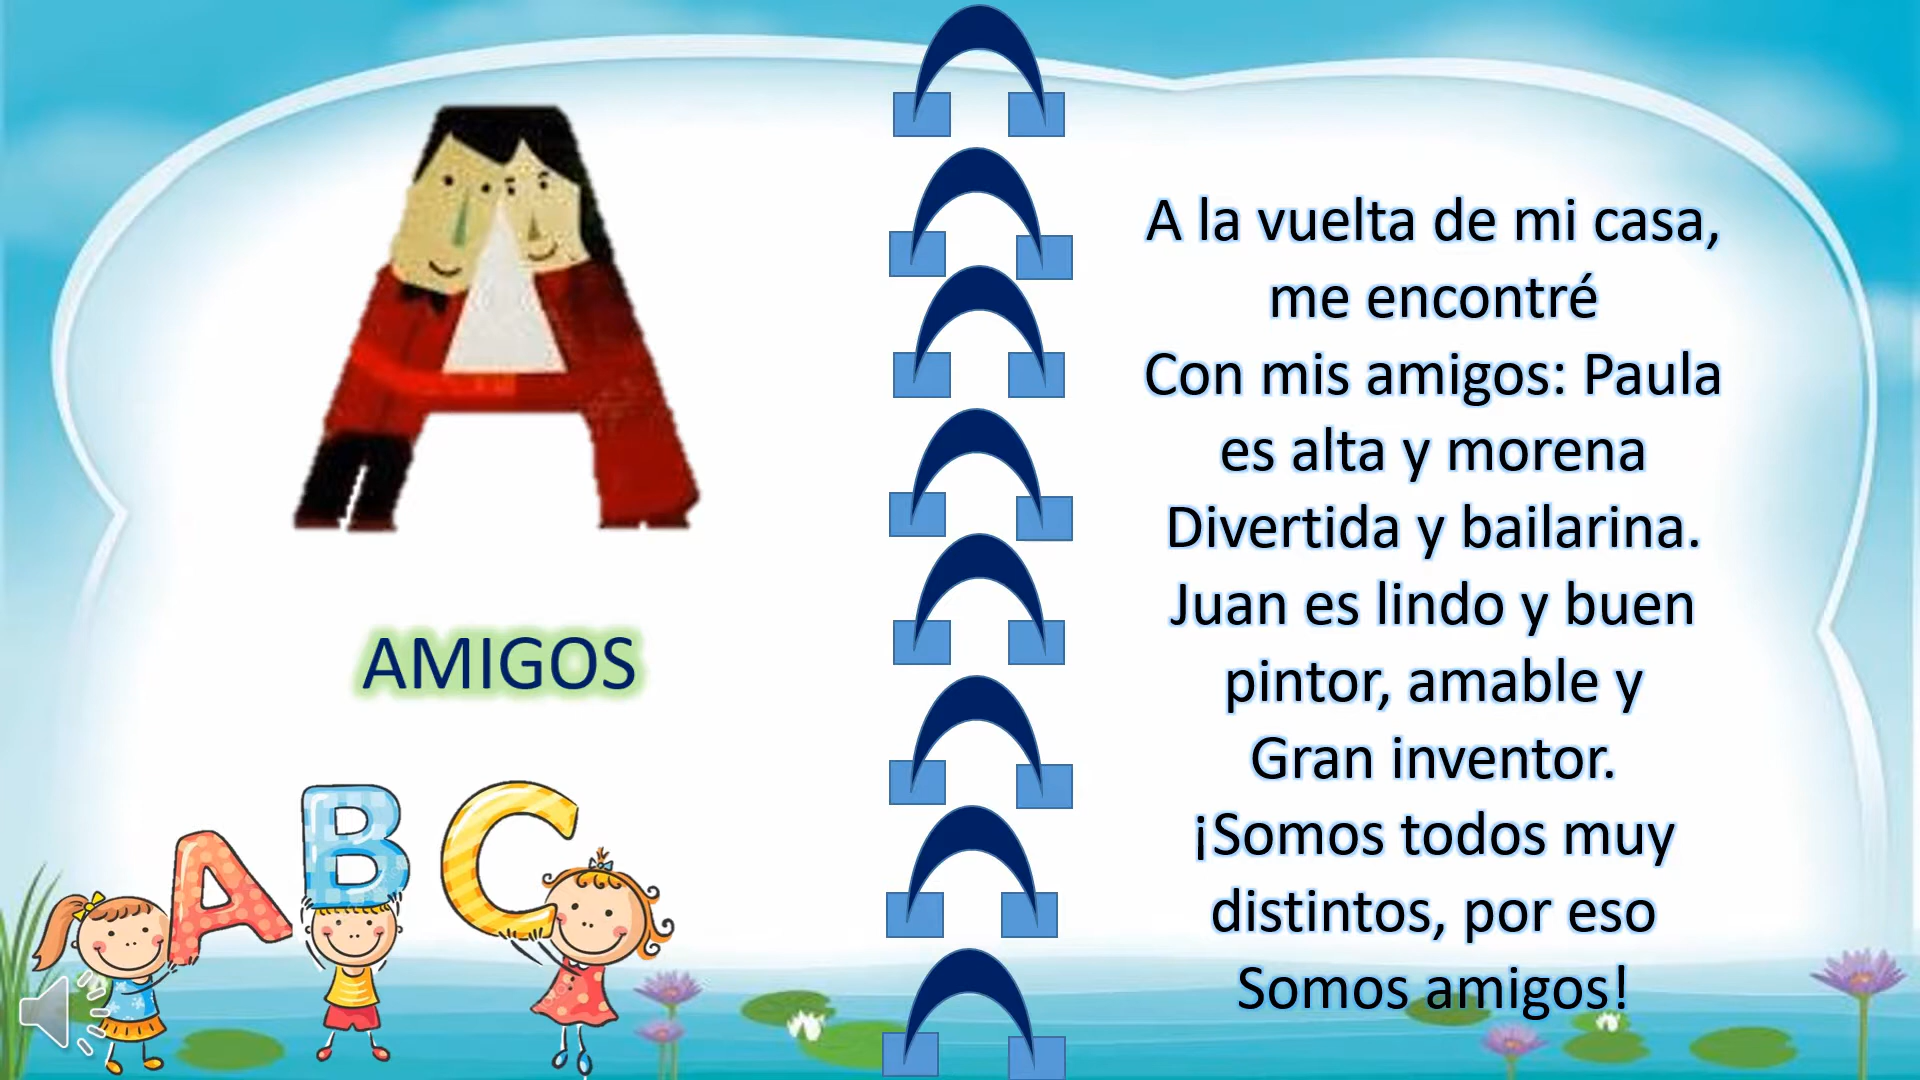 A
AMIGOS
A B C
A la vuelta de mi casa,
me encontré
Con mis amigos: Paula
es alta y morena
Divertida y bailarina.
Juan es lindo y buen
pintor, amable y
Gran inventor.
¡Somos todos muy
distintos, por eso
Somos amigos!